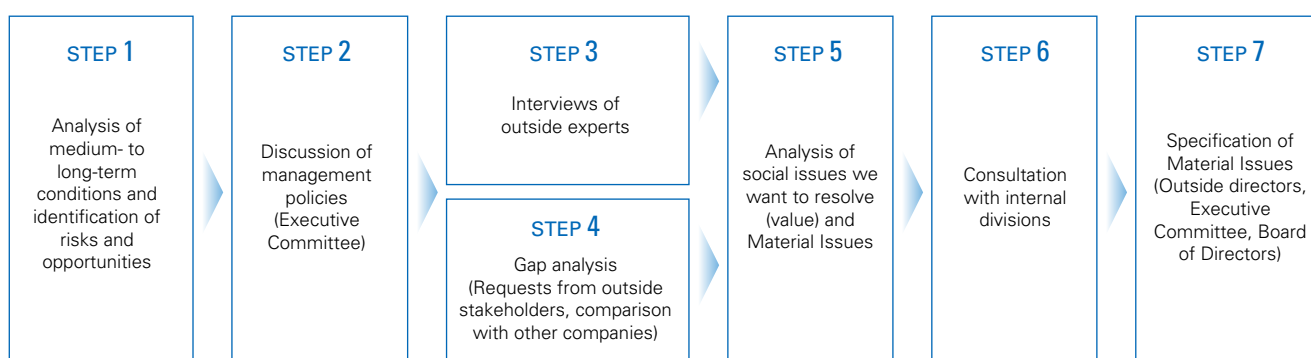 STEP 1
Analysis of
medium- to
long-term
conditions and
identification of
risks and
opportunities
STEP 2
Discussion of
management
policies
(Executive
Committee)
STEP 3
Interviews of
outside experts
STEP 4
Gap analysis
(Requests from outside
stakeholders, comparison
with other companies)
STEP 5
Analysis of
social issues we
want to resolve
(value) and
Material Issues
STEP 6
Consultation
with internal
divisions
STEP 7
Specification of
Material Issues
(Outside directors,
Executive
Committee, Board
of Directors)